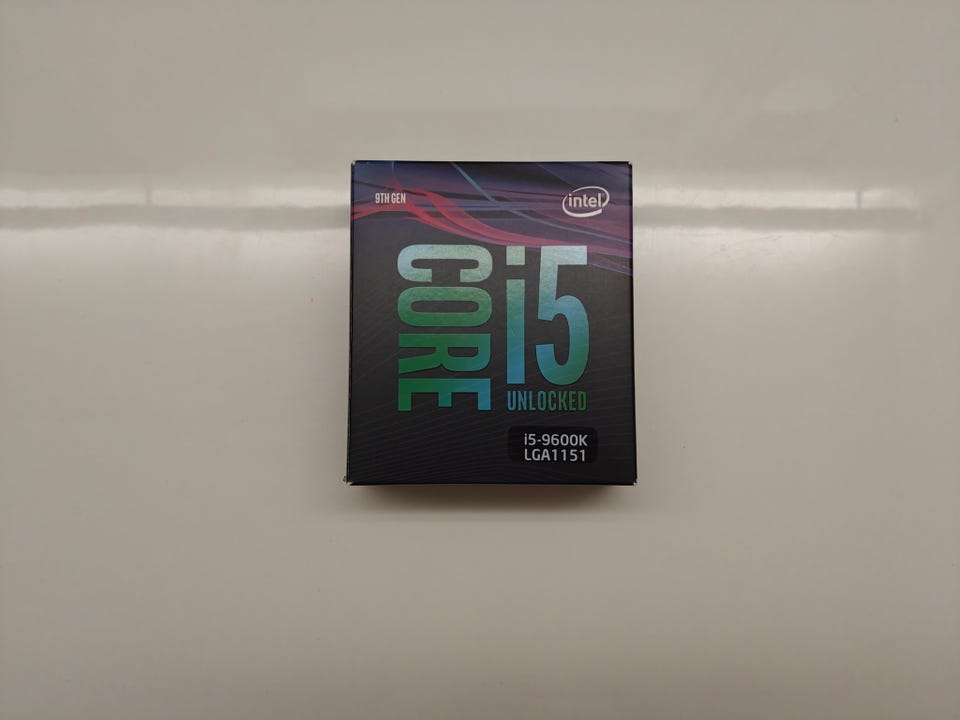 9TH GEN
intel
CORE
i5
UNLOCKED
i5-9600K
LGA1151